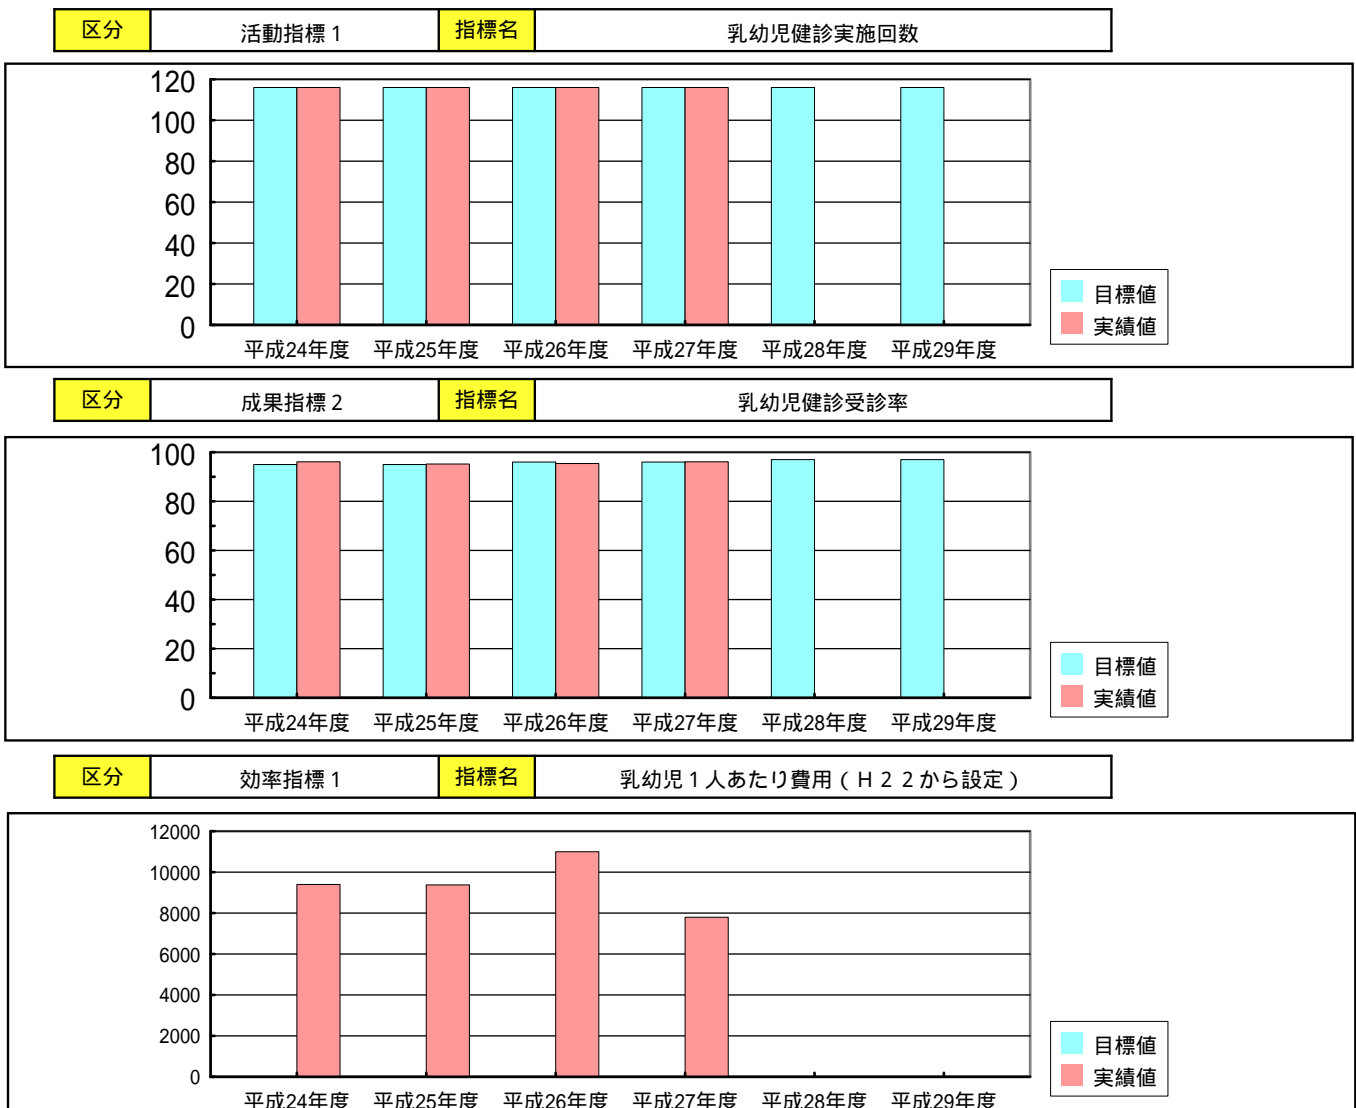 区分 活動指標１ 指標名 乳幼児健診実施回数
120
100
80
60
40
20
0
平成24年度 平成25年度 平成26年度 平成27年度 平成28年度 平成29年度
目標値
実績値
区分 成果指標２ 指標名 乳幼児健診受診率
100
80
60
40
20
0
平成24年度 平成25年度 平成26年度 平成27年度 平成28年度 平成29年度
目標値
実績値
区分 効率指標１ 指標名 乳幼児１人あたり費用（Ｈ２２から設定）
12000
10000
8000
6000
4000
2000
0
平成24年度 平成25年度 平成26年度 平成27年度 平成28年度 平成29年度
目標値
実績値